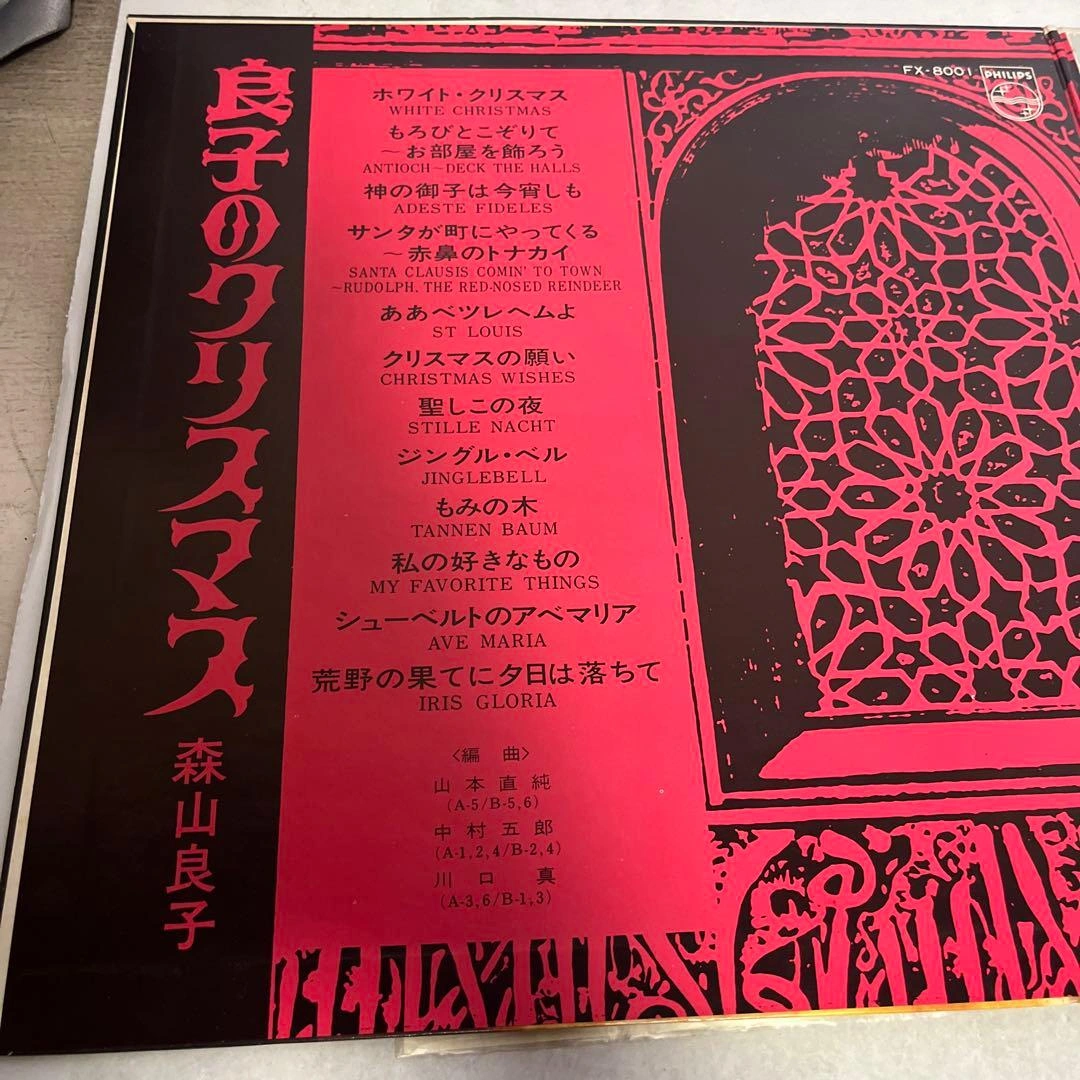 良子のクリスマス
森山良子
ホワイト・クリスマス
WHITE CHRISTMAS
もろびとこぞりて
～お部屋を飾ろう
ANTIOCH~DECK THE HALLS
神の御子は今宵しも
ADESTE FIDELES
サンタが町にやってくる
～赤鼻のトナカイ
SANTA CLAUSIS COMIN' TO TOWN
~RUDOLPH, THE RED-NOSED REINDEER
ああベツレヘムよ
ST LOUIS
クリスマスの願い
CHRISTMAS WISHES
聖しこの夜
STILLE NACHT
ジングル・ベル
JINGLEBELL
もみの木
TANNEN BAUM
私の好きなもの
MY FAVORITE THINGS
シューベルトのアベマリア
AVE MARIA
荒野の果てに夕日は落ちて
IRIS GLORIA
〈編曲〉
山本直純
(A-5/B-5,6)
中村五郎
(A-1,2,4/B-2,4)
川口真
(A-3,6/B-1,3)
FX-8001
PHILIPS